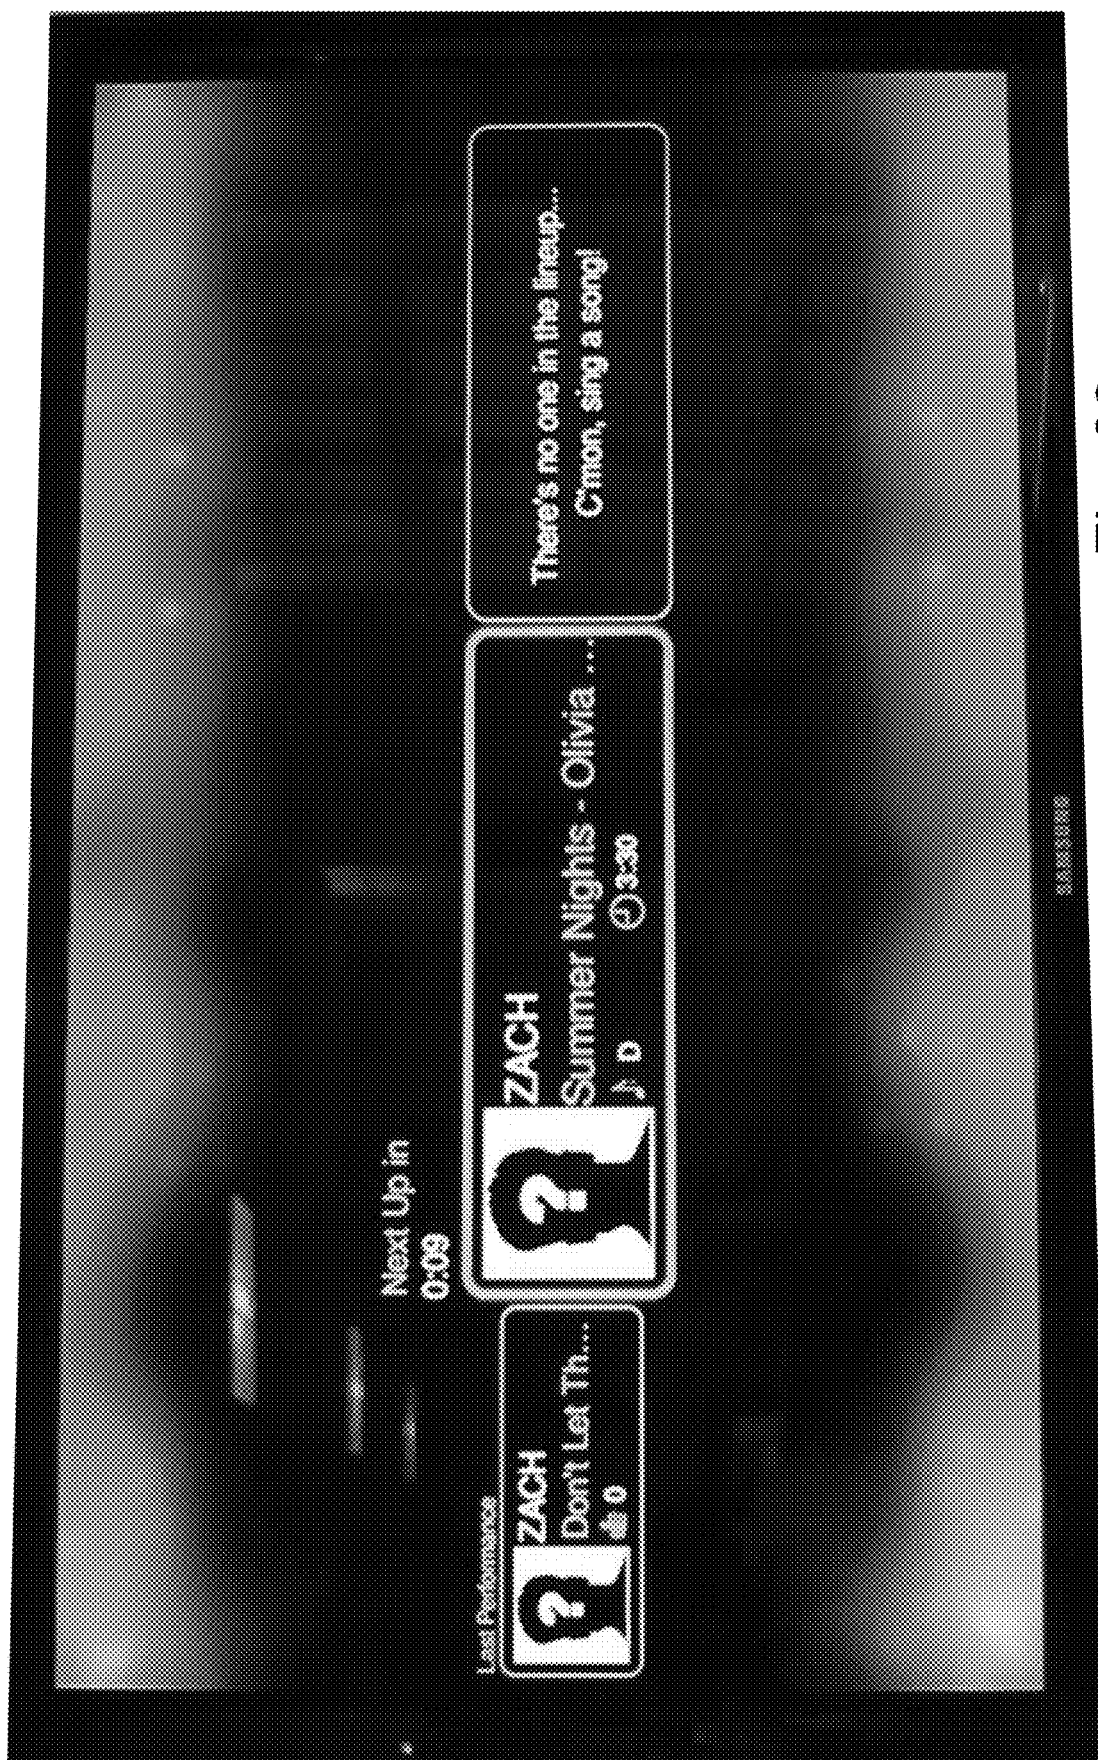 Last Performance
ZACH
Don't Let Th...
0
Next Up in
0:09
ZACH
Summer Nights - Olivia ...
D
3:30
There's no one in the lineup...
C'mon, sing a song!
SAMSUNG